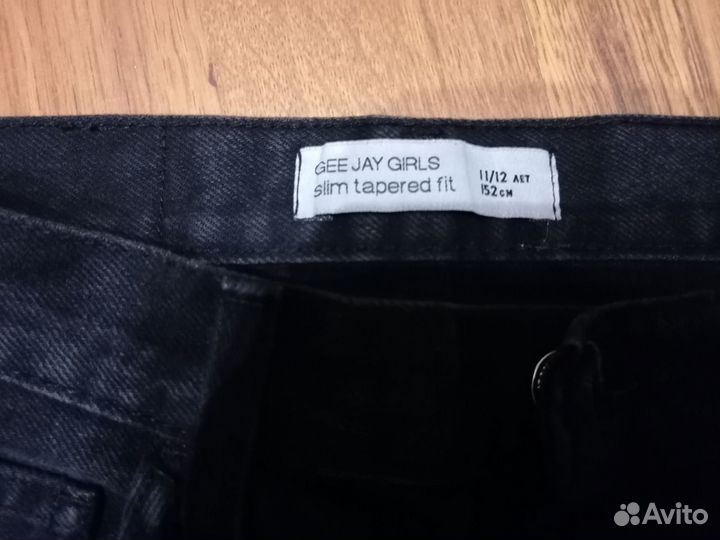 GEE JAY GIRLS
slim tapered fit
11/12 ЛЕТ
152 СМ
Avito